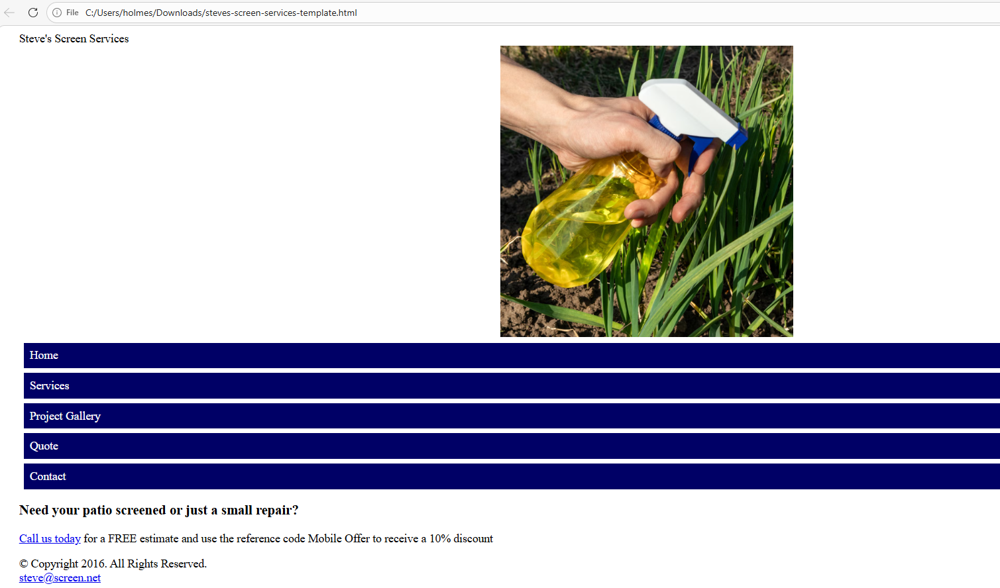 File C:/Users/holmes/Downloads/steves-screen-services-template.html
Steve's Screen Services
Home
Services
Project Gallery
Quote
Contact
Need your patio screened or just a small repair?
Call us today for a FREE estimate and use the reference code Mobile Offer to receive a 10% discount
© Copyright 2016. All Rights Reserved.
steve@screen.net